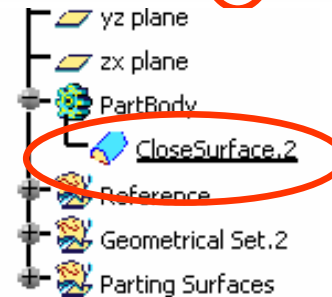 yz plane
zx plane
PartBody
CloseSurface.2
Reference
Geometrical Set.2
Parting Surfaces